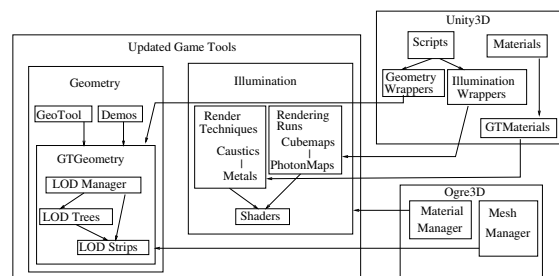 Updated Game Tools
Geometry
GeoTool
Demos
GTGeometry
LOD Manager
LOD Trees
LOD Strips
Illumination
Render
Techniques
Caustics
Metals
Rendering
Runs
Cubemaps
PhotonMaps
Shaders
Unity3D
Scripts
Materials
Geometry
Wrappers
Illumination
Wrappers
GTMaterials
Ogre3D
Material
Manager
Mesh
Manager